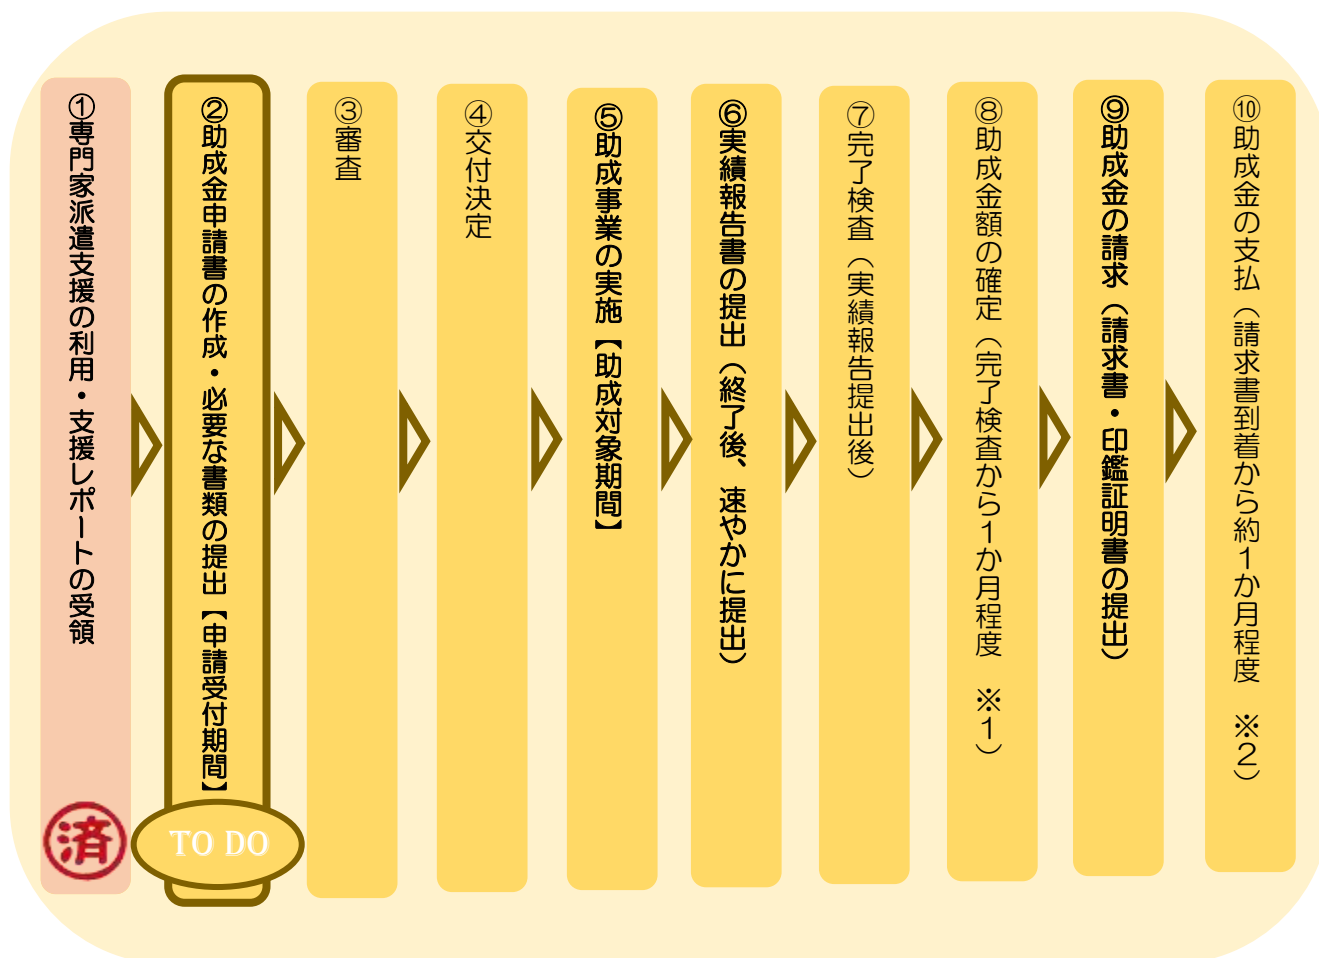 ①専門家派遣支援の利用・支援レポートの受領
済
②助成金申請書の作成・必要な書類の提出【申請受付期間】
TO DO
③審査
④交付決定
⑤助成事業の実施【助成対象期間】
⑥実績報告書の提出（終了後、速やかに提出）
⑦完了検査（実績報告提出後）
⑧助成金額の確定（完了検査から１か月程度　※１）
⑨助成金の請求（請求書・印鑑証明書の提出）
⑩助成金の支払（請求書到着から約１か月程度　※２）